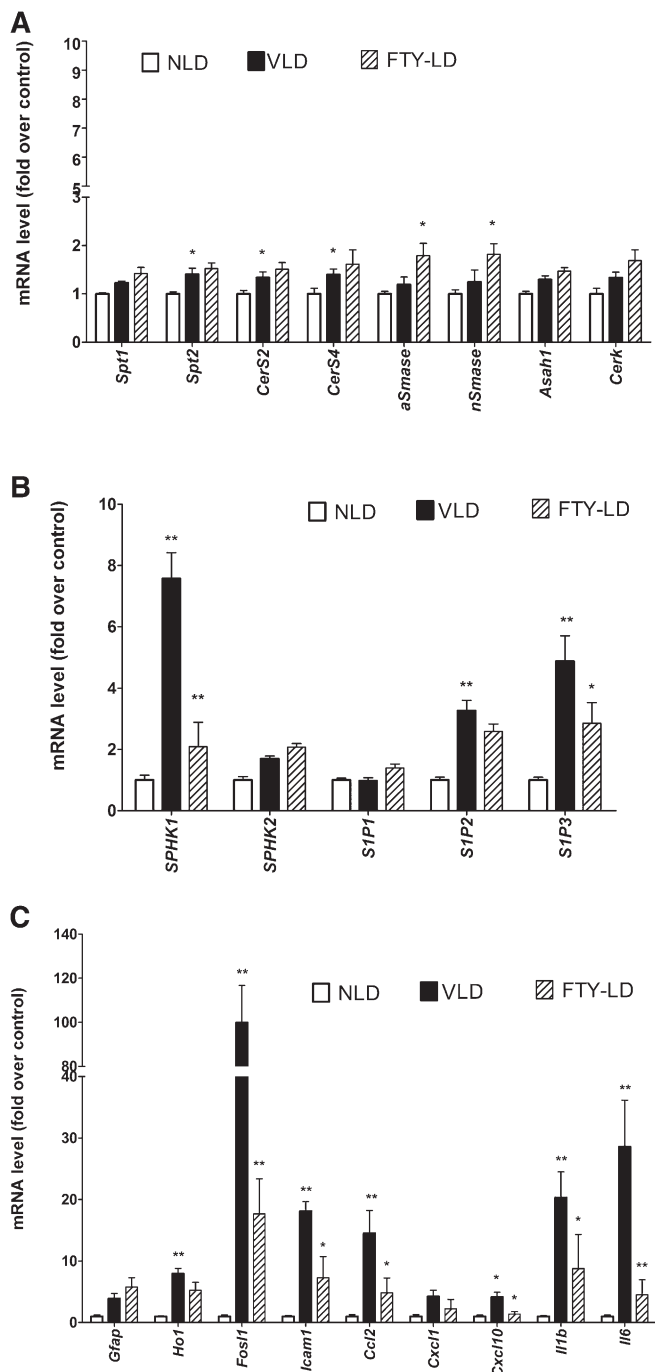 A
mRNA level (fold over control)
10
9
8
7
6
5
3
2
1
0
NLD
VLD
FTY-LD
* * * * *
Spt1
Spt2
CerS2
CerS4
aSmase
nSmase
Asah1
Cerk
B
mRNA level (fold over control)
10
8
6
4
2
0
NLD
VLD
FTY-LD
** ** ** ** *
SPHK1
SPHK2
S1P1
S1P2
S1P3
C
mRNA level (fold over control)
140
120
100
80
40
30
20
10
0
NLD
VLD
FTY-LD
** ** ** ** * ** * * * ** * ** **
Gfap
Ho1
Fosl1
Icam1
Ccl2
Cxcl1
Cxcl10
Il1b
Il6